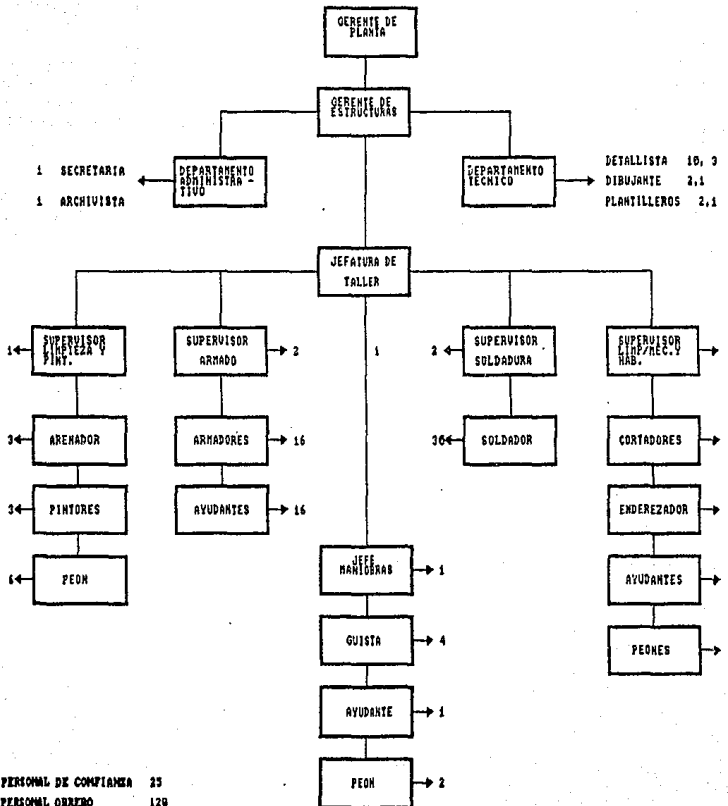 GERENTE DE
PLANTA
GERENTE DE
ESTRUCTURAS
1 SECRETARIA
1 ARCHIVISTA
DEPARTAMENTO
ADMINISTRA -
TIVO
DEPARTAMENTO
TECNICO
DETALLISTA 10, 3
DIBUJANTE 2,1
PLANTILLEROS 2,1
JEFATURA DE
TALLER
1
SUPERVISOR
LIMPIEZA Y
PINT.
SUPERVISOR
ARMADO
2
1
2
SUPERVISOR
SOLDADURA
SUPERVISOR
LIMP/MEC.Y
HAB.
3
ARENADOR
ARMADORES
16
30
SOLDADOR
CORTADORES
3
PINTORES
AYUDANTES
16
ENDEREZADOR
6
PEON
JEFE
MANIOBRAS
1
AYUDANTES
GUISTA
4
PEONES
AYUDANTE
1
PEON
2
PERSONAL DE CONFIANZA 25
PERSONAL OBRERO